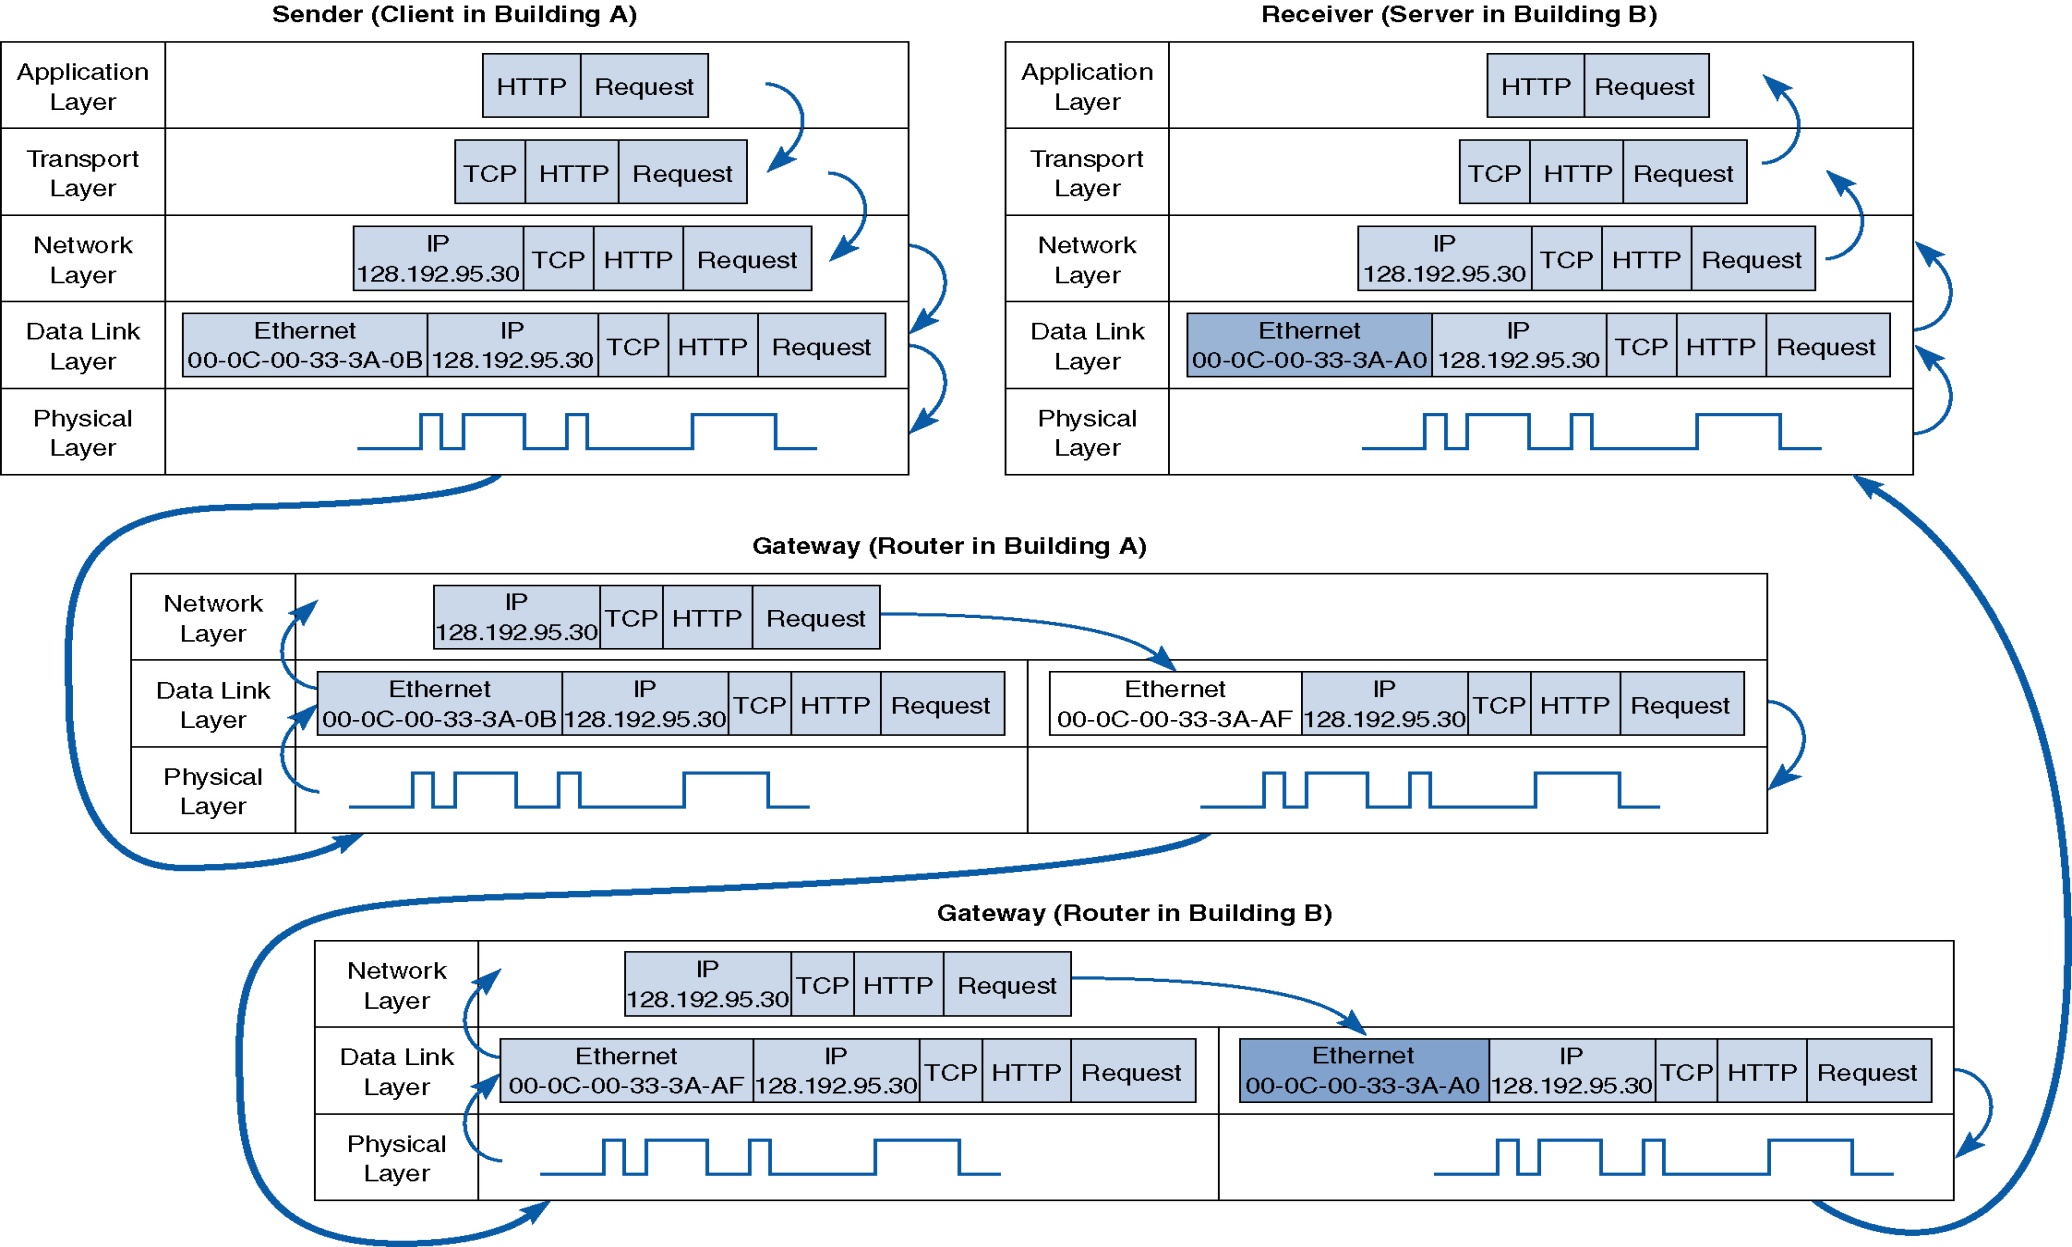 Sender (Client in Building A)
Application
Layer
HTTP Request
Transport
Layer
TCP HTTP Request
Network
Layer
IP
128.192.95.30 TCP HTTP Request
Data Link
Layer
Ethernet
00-0C-00-33-3A-0B IP
128.192.95.30 TCP HTTP Request
Physical
Layer
Receiver (Server in Building B)
Application
Layer
HTTP Request
Transport
Layer
TCP HTTP Request
Network
Layer
IP
128.192.95.30 TCP HTTP Request
Data Link
Layer
Ethernet
00-0C-00-33-3A-A0 IP
128.192.95.30 TCP HTTP Request
Physical
Layer
Gateway (Router in Building A)
Network
Layer
IP
128.192.95.30 TCP HTTP Request
Data Link
Layer
Ethernet
00-0C-00-33-3A-0B IP
128.192.95.30 TCP HTTP Request
Ethernet
00-0C-00-33-3A-AF IP
128.192.95.30 TCP HTTP Request
Physical
Layer
Gateway (Router in Building B)
Network
Layer
IP
128.192.95.30 TCP HTTP Request
Data Link
Layer
Ethernet
00-0C-00-33-3A-AF IP
128.192.95.30 TCP HTTP Request
Ethernet
00-0C-00-33-3A-A0 IP
128.192.95.30 TCP HTTP Request
Physical
Layer